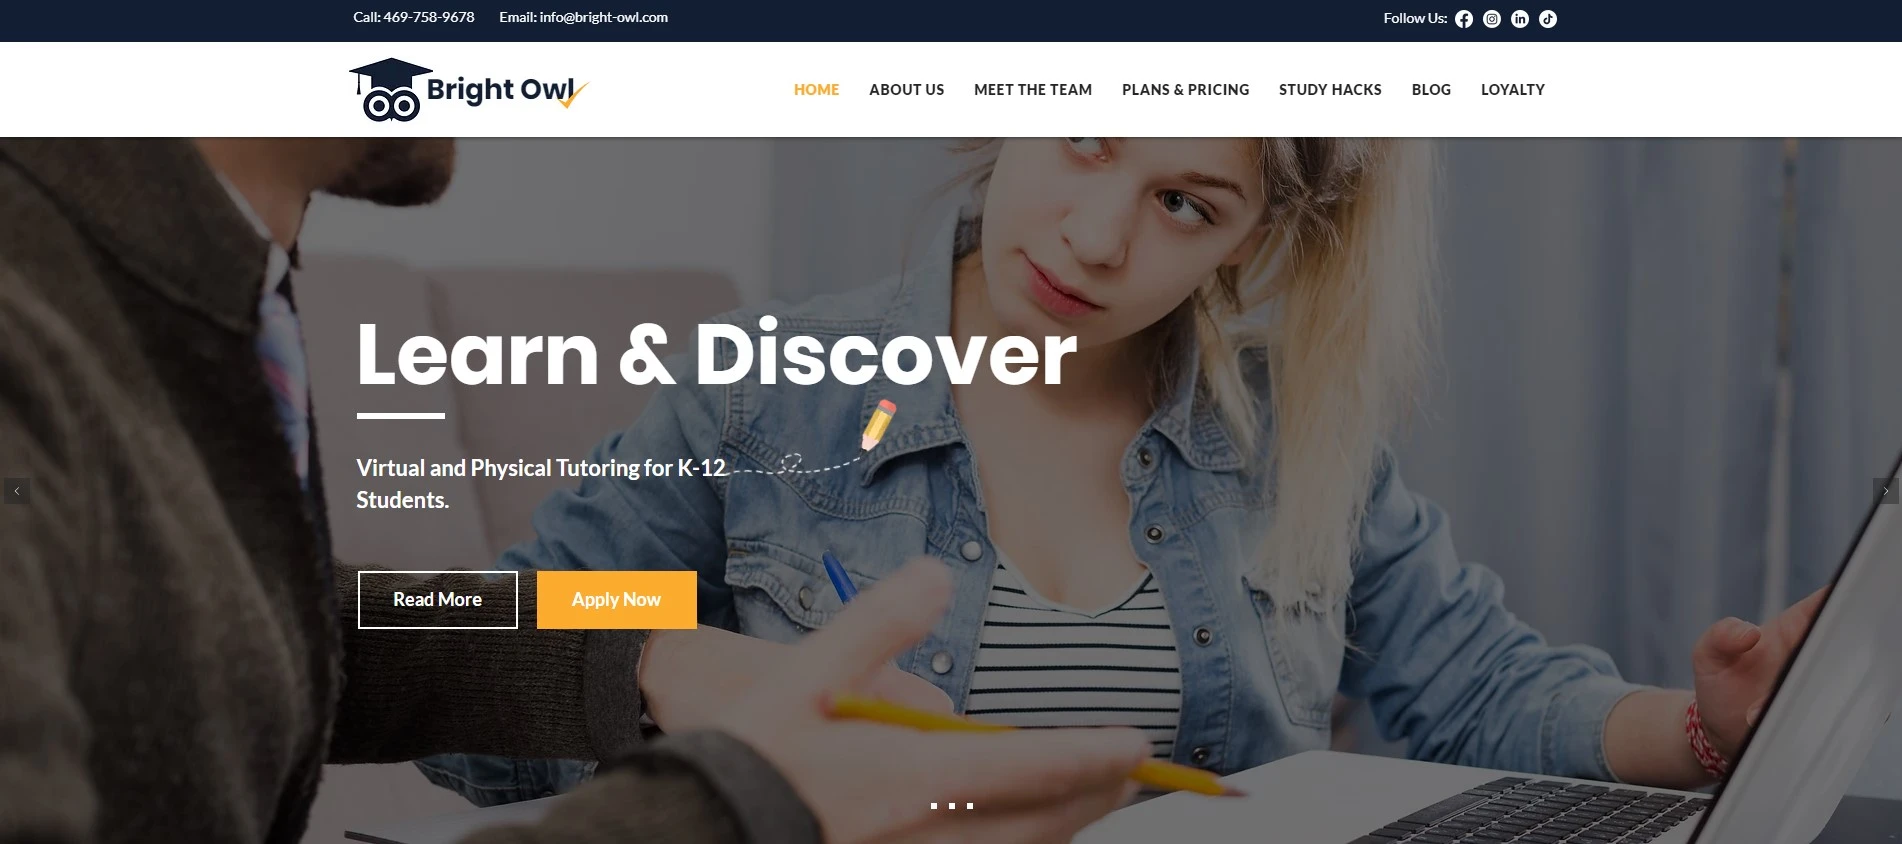 Call: 469-758-9678 Email: info@bright-owl.com Follow Us:
Bright Owl
HOME ABOUT US MEET THE TEAM PLANS & PRICING STUDY HACKS BLOG LOYALTY
Learn & Discover
Virtual and Physical Tutoring for K-12
Students.
Read More Apply Now